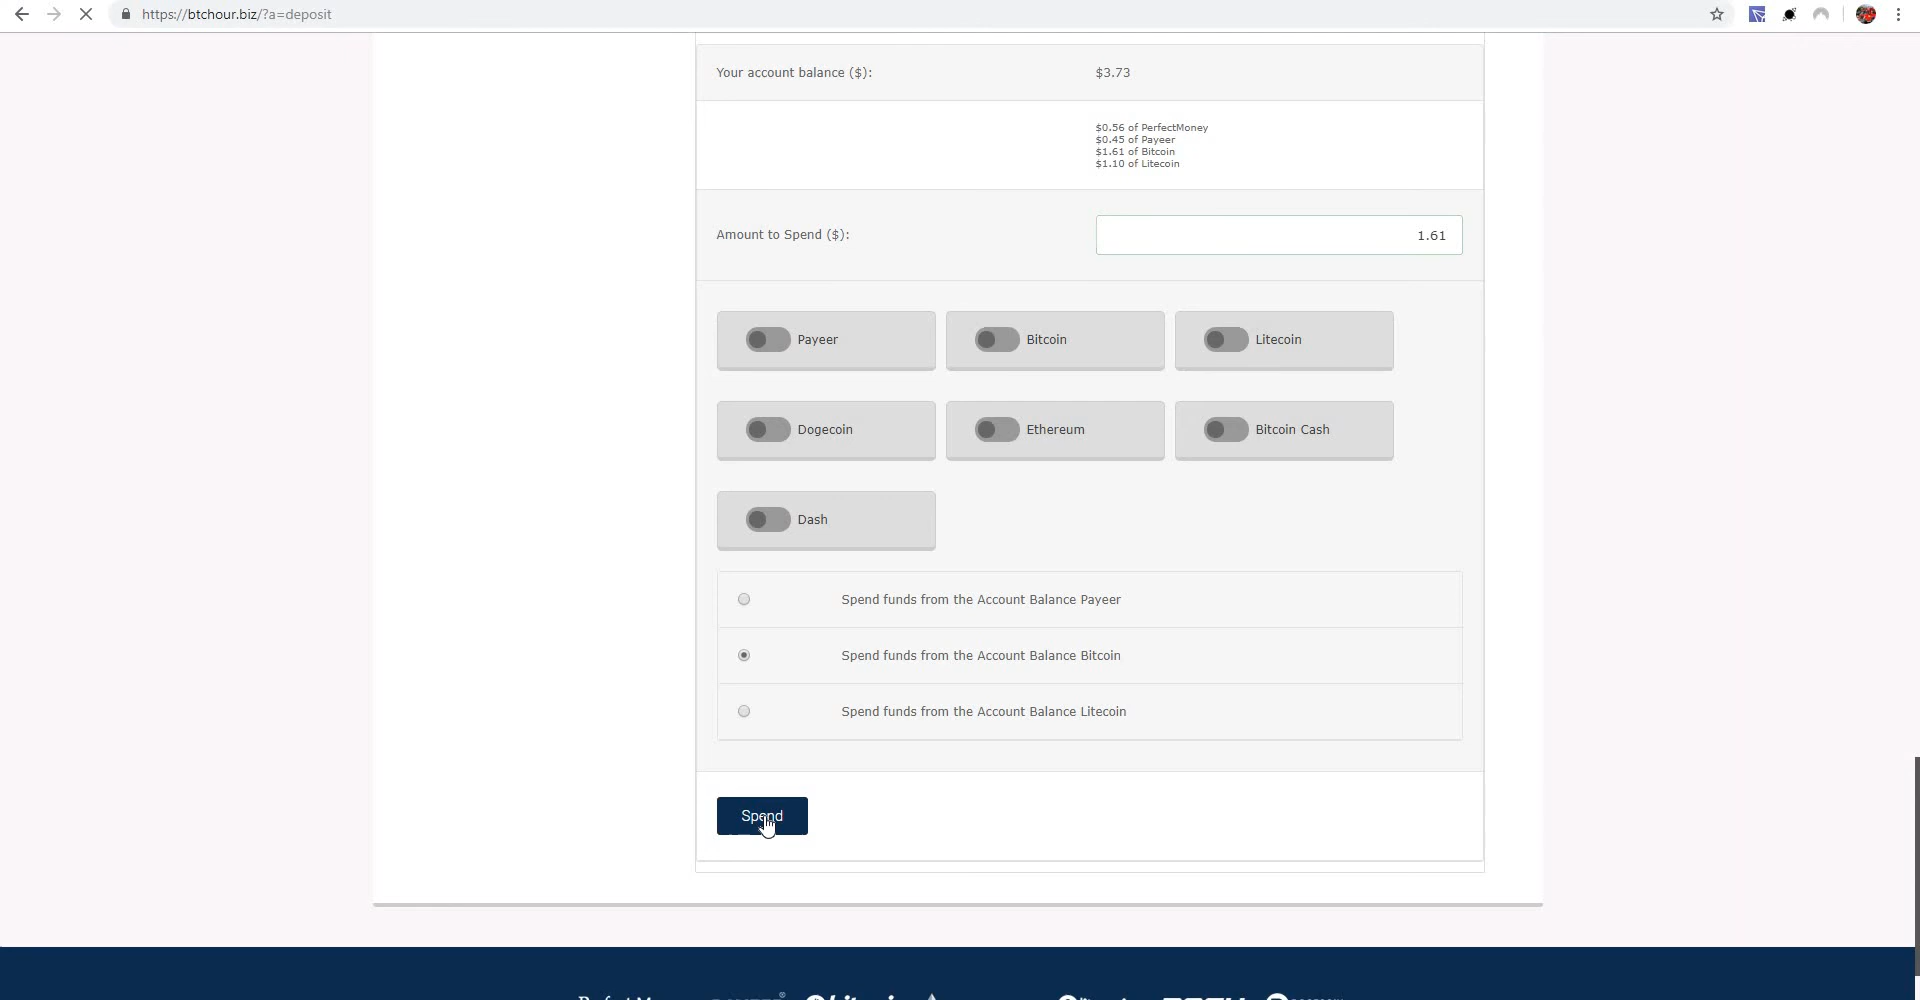 https://btchour.biz/?a=deposit
Your account balance ($): $3.73
$0.56 of PerfectMoney
$0.45 of Payeer
$1.61 of Bitcoin
$1.10 of Litecoin
Amount to Spend ($): 1.61
Payeer Bitcoin Litecoin
Dogecoin Ethereum Bitcoin Cash
Dash
Spend funds from the Account Balance Payeer
Spend funds from the Account Balance Bitcoin
Spend funds from the Account Balance Litecoin
Spend